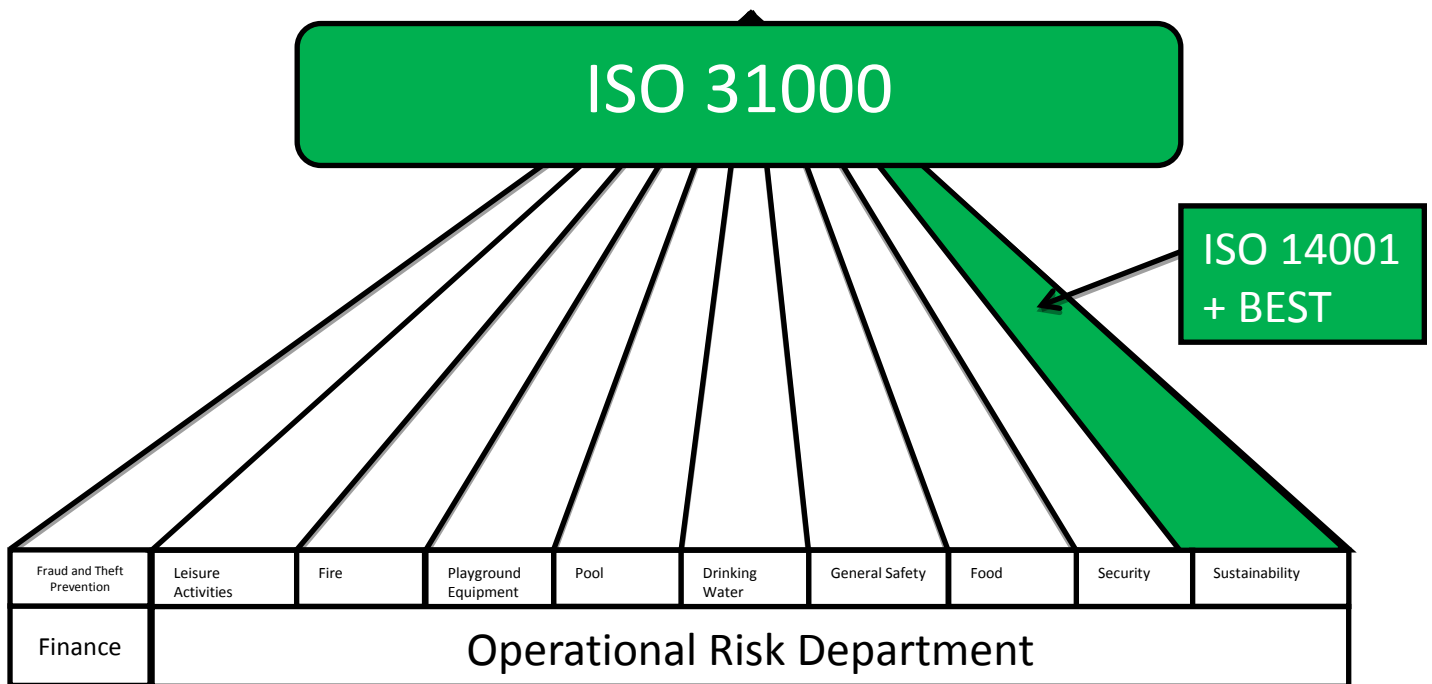 ISO 31000
ISO 14001
+ BEST
Fraud and Theft
Prevention
Leisure
Activities
Fire
Playground
Equipment
Pool
Drinking
Water
General Safety
Food
Security
Sustainability
Finance
Operational Risk Department